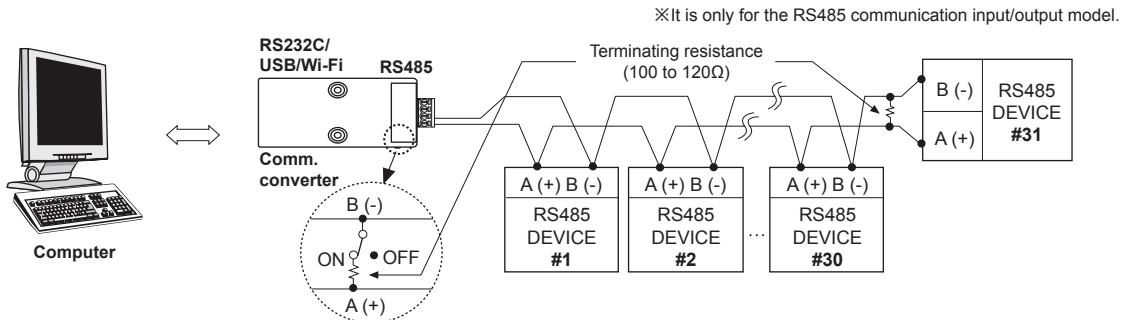 ※It is only for the RS485 communication input/output model.
RS232C/
USB/Wi-Fi
RS485
Terminating resistance
(100 to 120Ω)
B (-)
A (+)
RS485
DEVICE
#31
Comm.
converter
Computer
B (-)
ON
OFF
A (+)
A (+) B (-)
RS485
DEVICE
#1
A (+) B (-)
RS485
DEVICE
#2
...
A (+) B (-)
RS485
DEVICE
#30